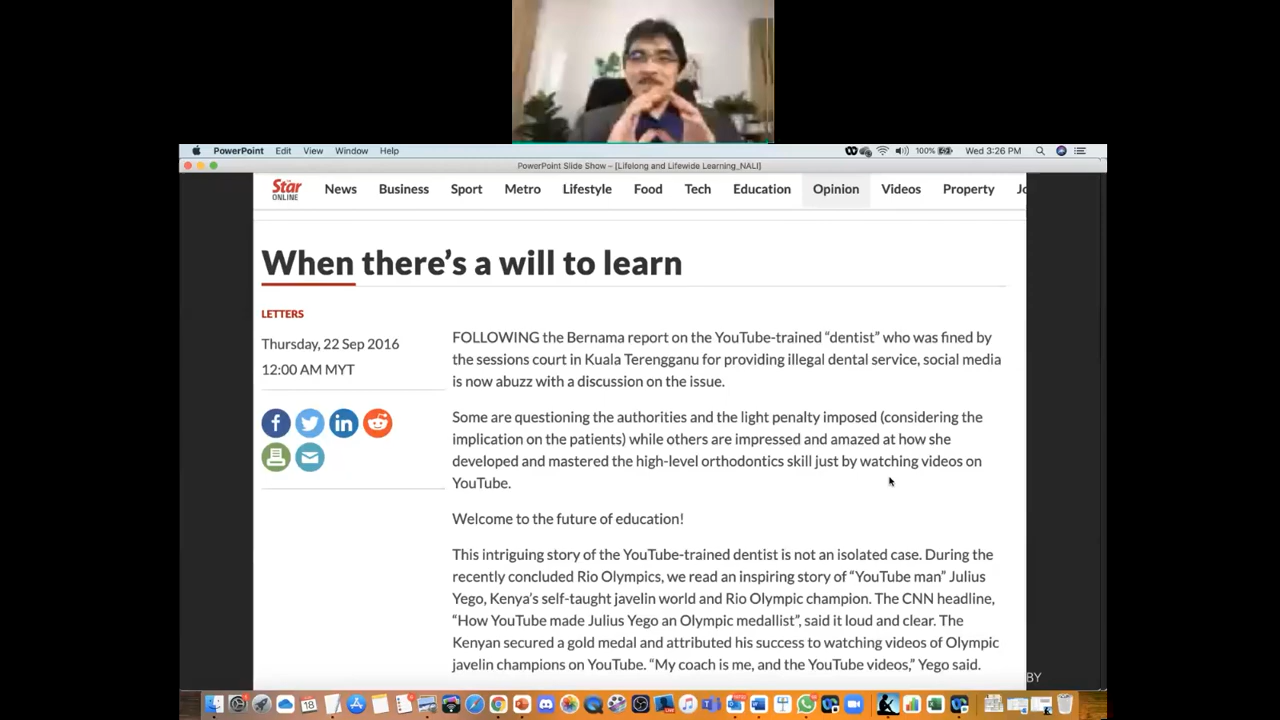 PowerPoint Edit View Window Help 100% Wed 3:26 PM
PowerPoint Slide Show – [Lifelong and Lifewide Learning_NALI]
The Star ONLINE News Business Sport Metro Lifestyle Food Tech Education Opinion Videos Property Jo
When there's a will to learn
LETTERS
Thursday, 22 Sep 2016
12:00 AM MYT
FOLLOWING the Bernama report on the YouTube-trained “dentist” who was fined by
the sessions court in Kuala Terengganu for providing illegal dental service, social media
is now abuzz with a discussion on the issue.
Some are questioning the authorities and the light penalty imposed (considering the
implication on the patients) while others are impressed and amazed at how she
developed and mastered the high-level orthodontics skill just by watching videos on
YouTube.
Welcome to the future of education!
This intriguing story of the YouTube-trained dentist is not an isolated case. During the
recently concluded Rio Olympics, we read an inspiring story of “YouTube man” Julius
Yego, Kenya’s self-taught javelin world and Rio Olympic champion. The CNN headline,
“How YouTube made Julius Yego an Olympic medallist”, said it loud and clear. The
Kenyan secured a gold medal and attributed his success to watching videos of Olympic
javelin champions on YouTube. “My coach is me, and the YouTube videos,” Yego said.
BY
18